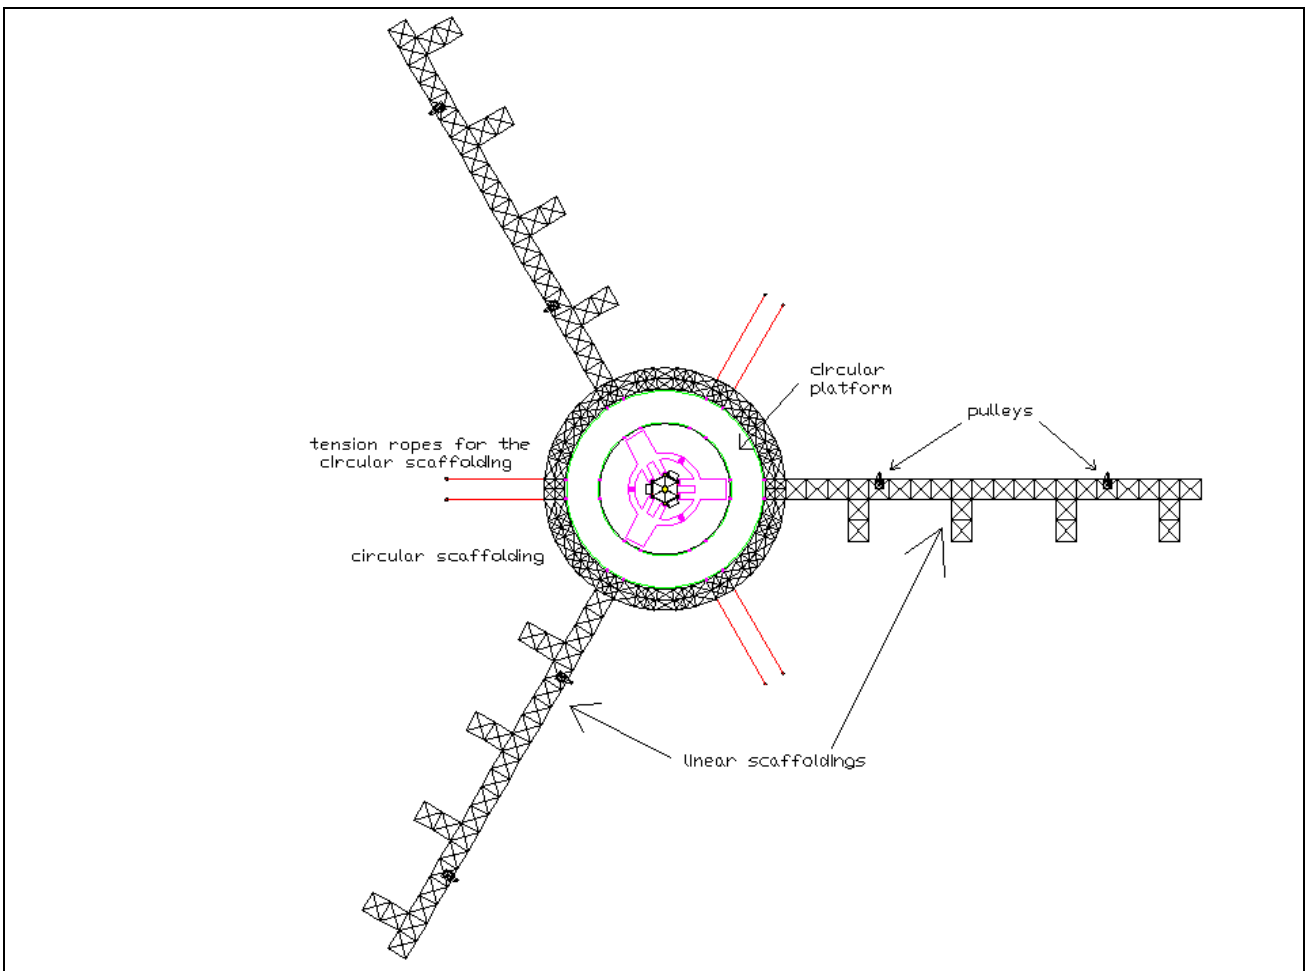 circular
platform
pulleys
tension ropes for the
circular scaffolding
circular scaffolding
linear scaffoldings